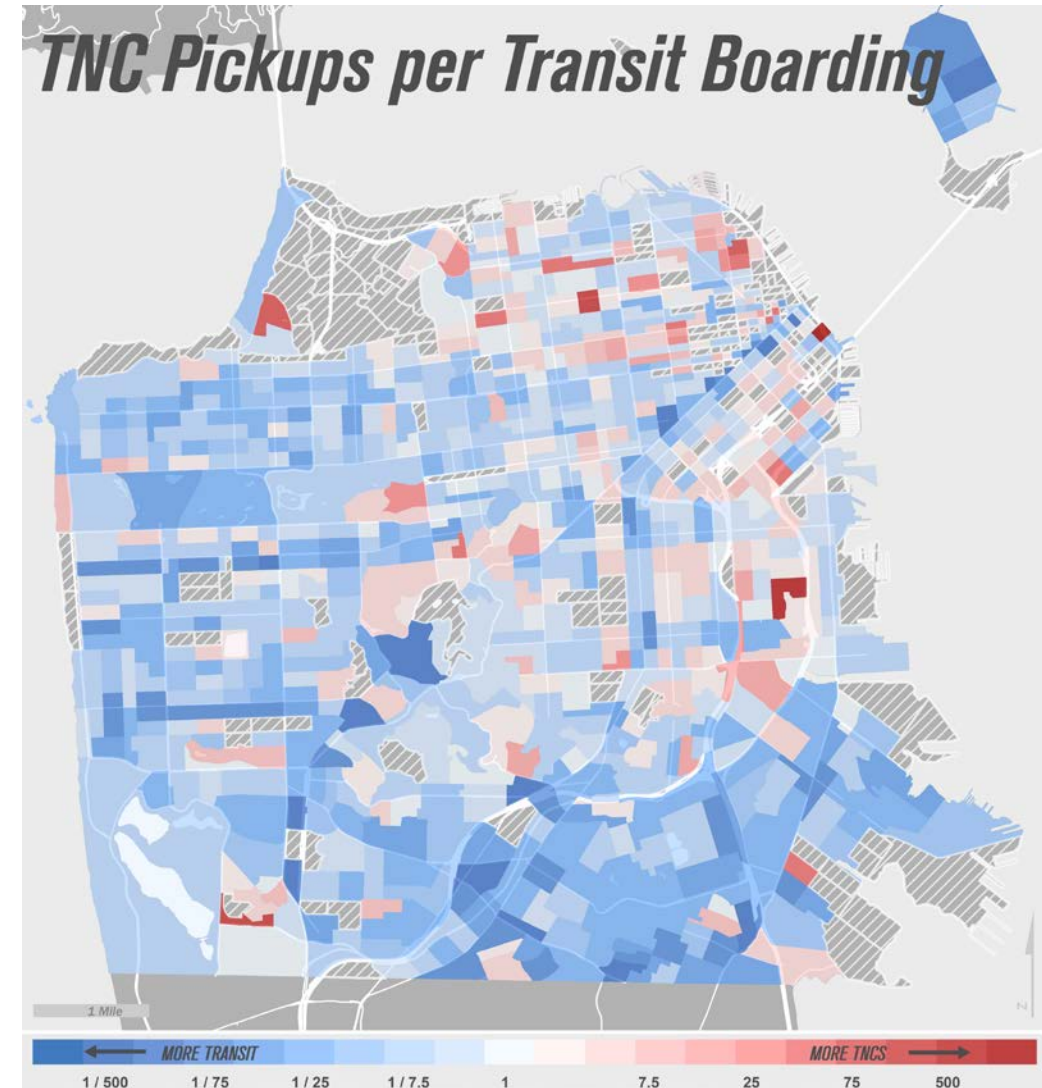 TNC Pickups per Transit Boarding
1 Mile
N
MORE TRANSIT
MORE TNCS
1 / 500 1 / 75 1 / 25 1 / 7.5 1 7.5 25 75 500